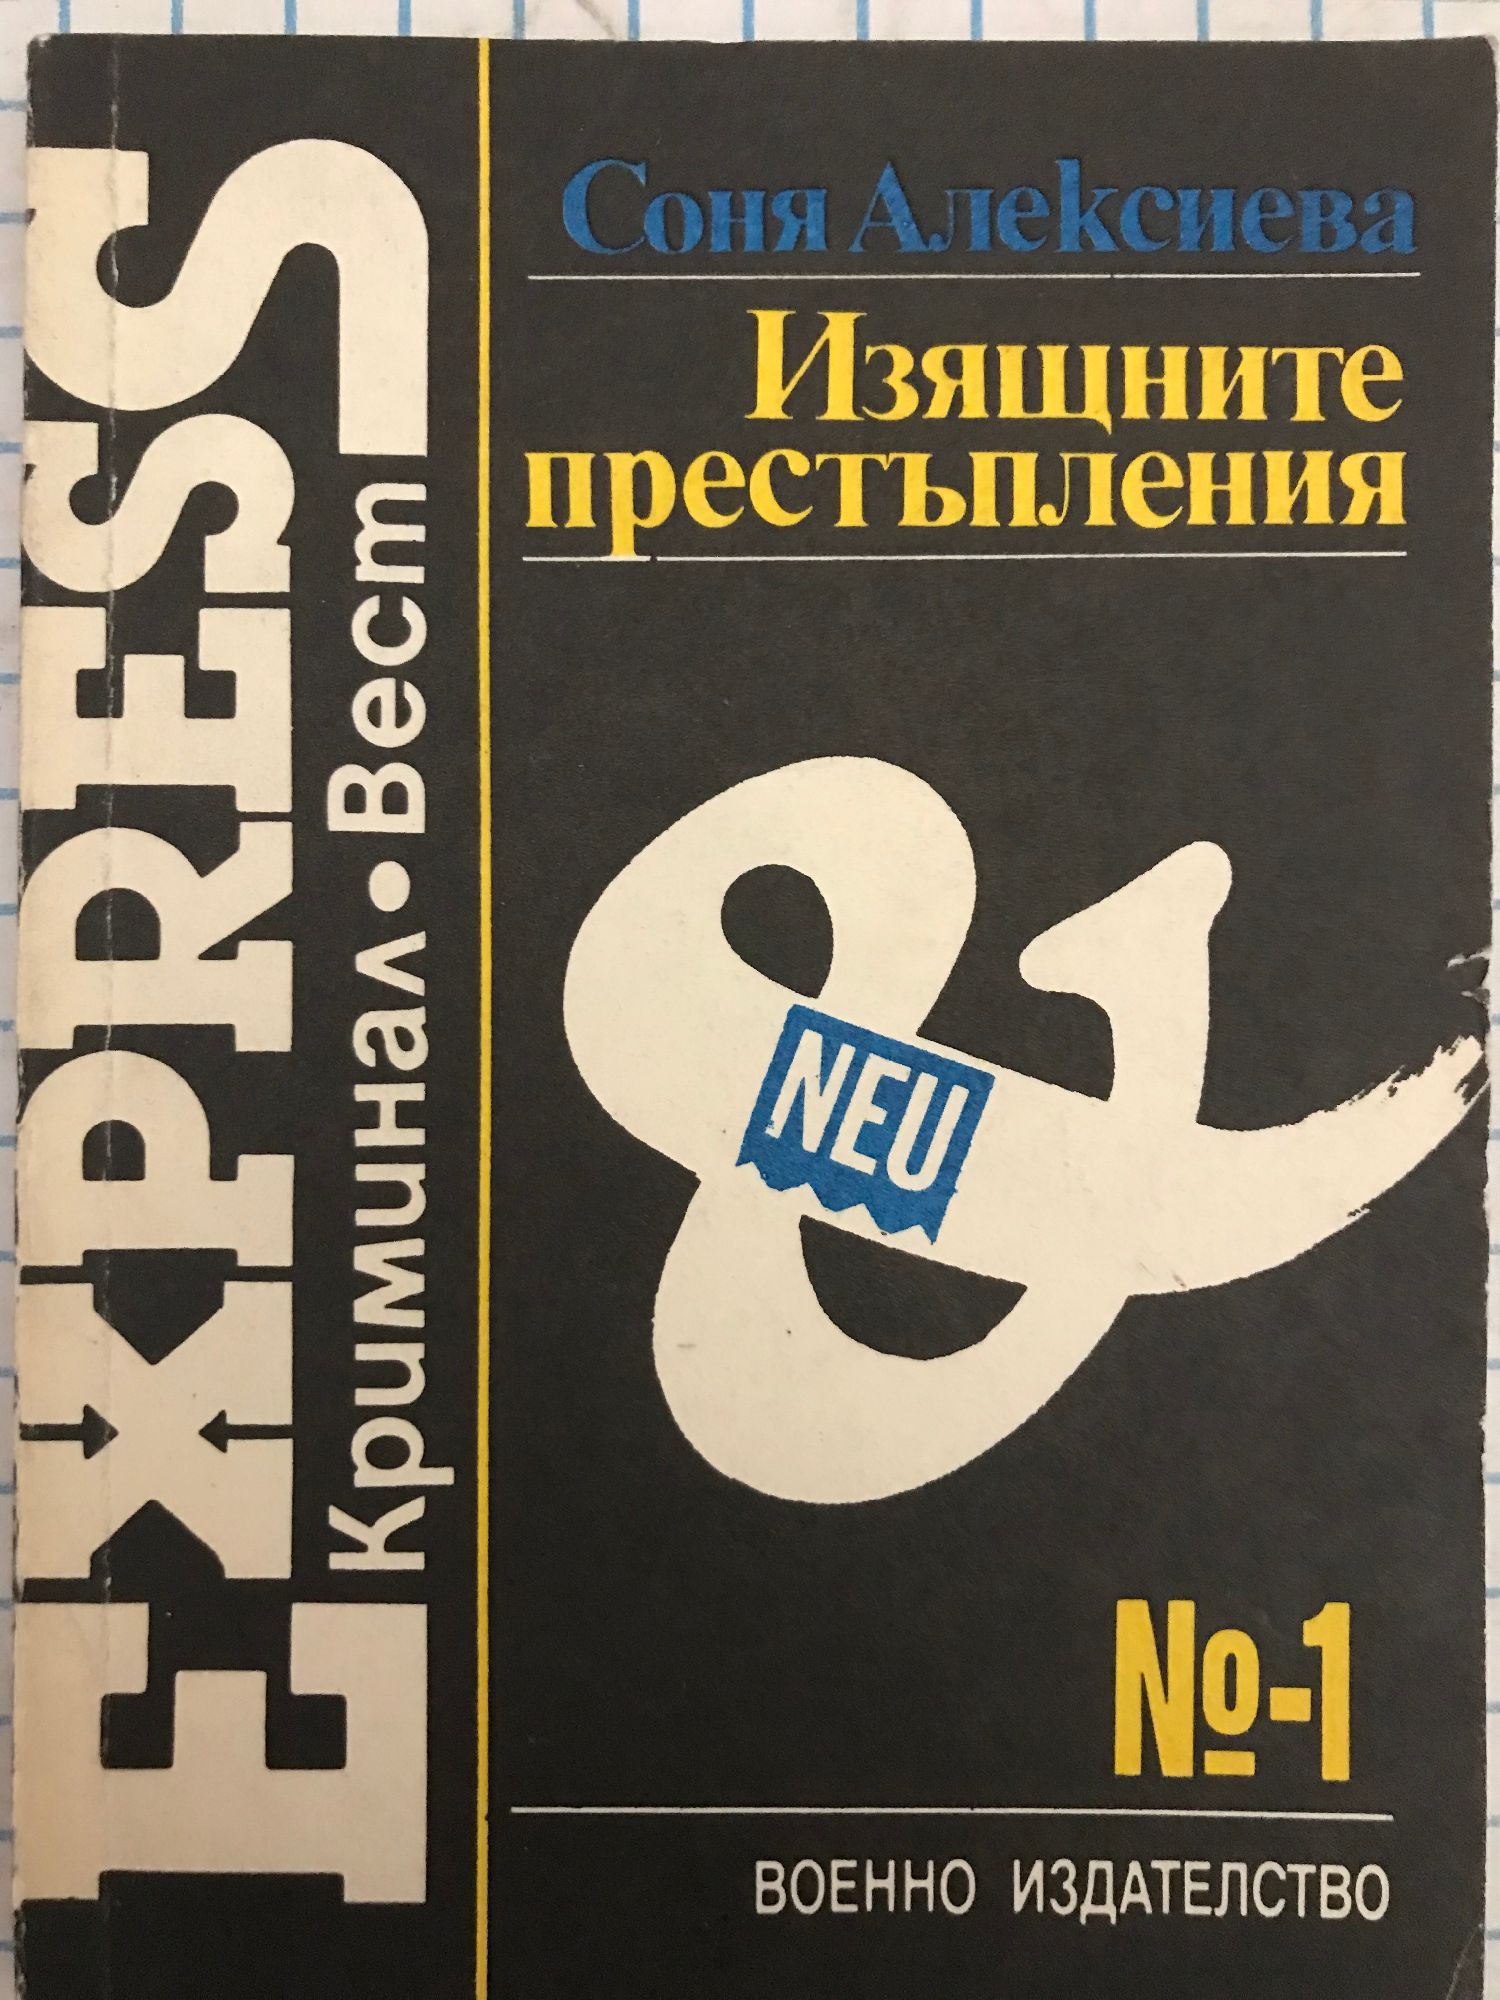 EXPRESS
Криминал • Вест
Соня Алексиева
Изящните
престъпления
&
NEU
№-1
ВОЕННО ИЗДАТЕЛСТВО